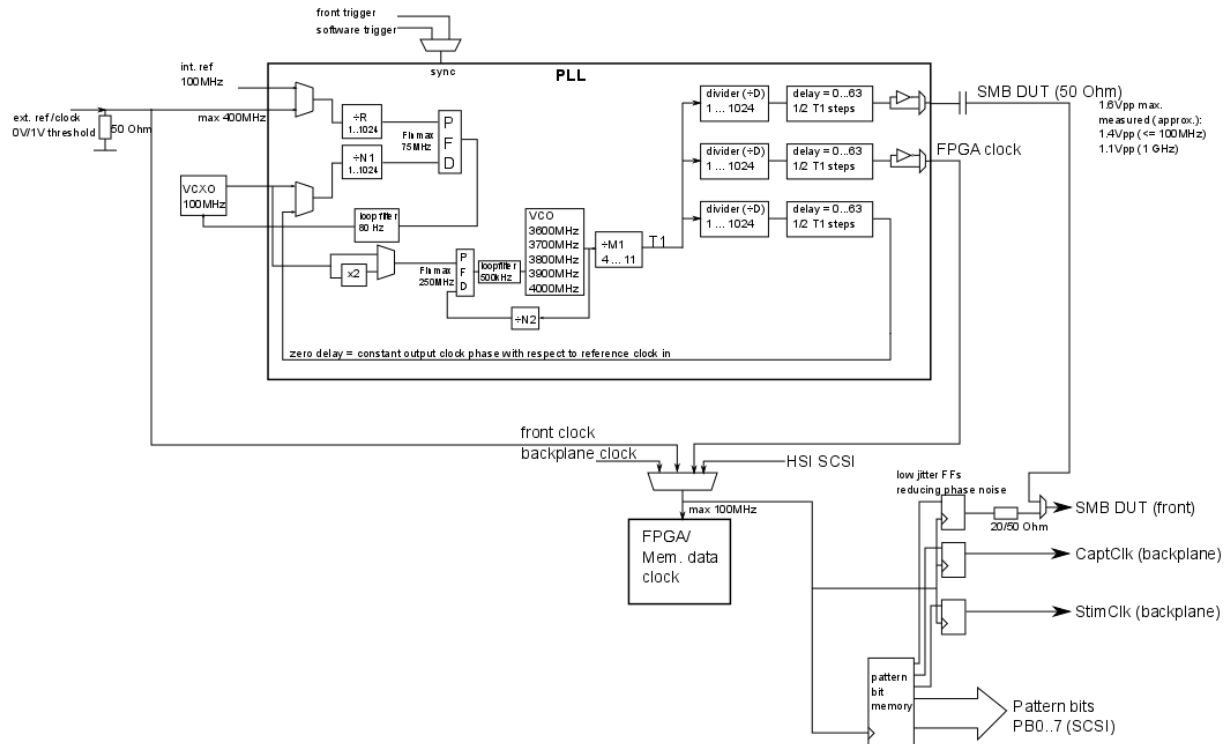 front trigger
software trigger
sync
PLL
int. ref
100MHz
ext. ref/clock
0V/1V threshold
50 Ohm
max 400MHz
÷R
1..1024
÷N1
1..1024
Fin max
75MHz
P
F
D
VCXO
100MHz
loopfilter
80 Hz
x2
Fin max
250MHz
P
F
D
loopfilter
500kHz
VCO
3600MHz
3700MHz
3800MHz
3900MHz
4000MHz
÷N2
÷M1
4 ... 11
T1
divider (÷D)
1 ... 1024
delay = 0...63
1/2 T1 steps
divider (÷D)
1 ... 1024
delay = 0...63
1/2 T1 steps
divider (÷D)
1 ... 1024
delay = 0...63
1/2 T1 steps
zero delay = constant output clock phase with respect to reference clock in
SMB DUT (50 Ohm)
1.6Vpp max.
measured (approx.):
1.4Vpp (<= 100MHz)
1.1Vpp (1 GHz)
FPGA clock
front clock
backplane clock
HSI SCSI
max 100MHz
FPGA/
Mem. data
clock
low jitter FFs
reducing phase noise
20/50 Ohm
SMB DUT (front)
CaptClk (backplane)
StimClk (backplane)
pattern
bit
memory
Pattern bits
PB0..7 (SCSI)